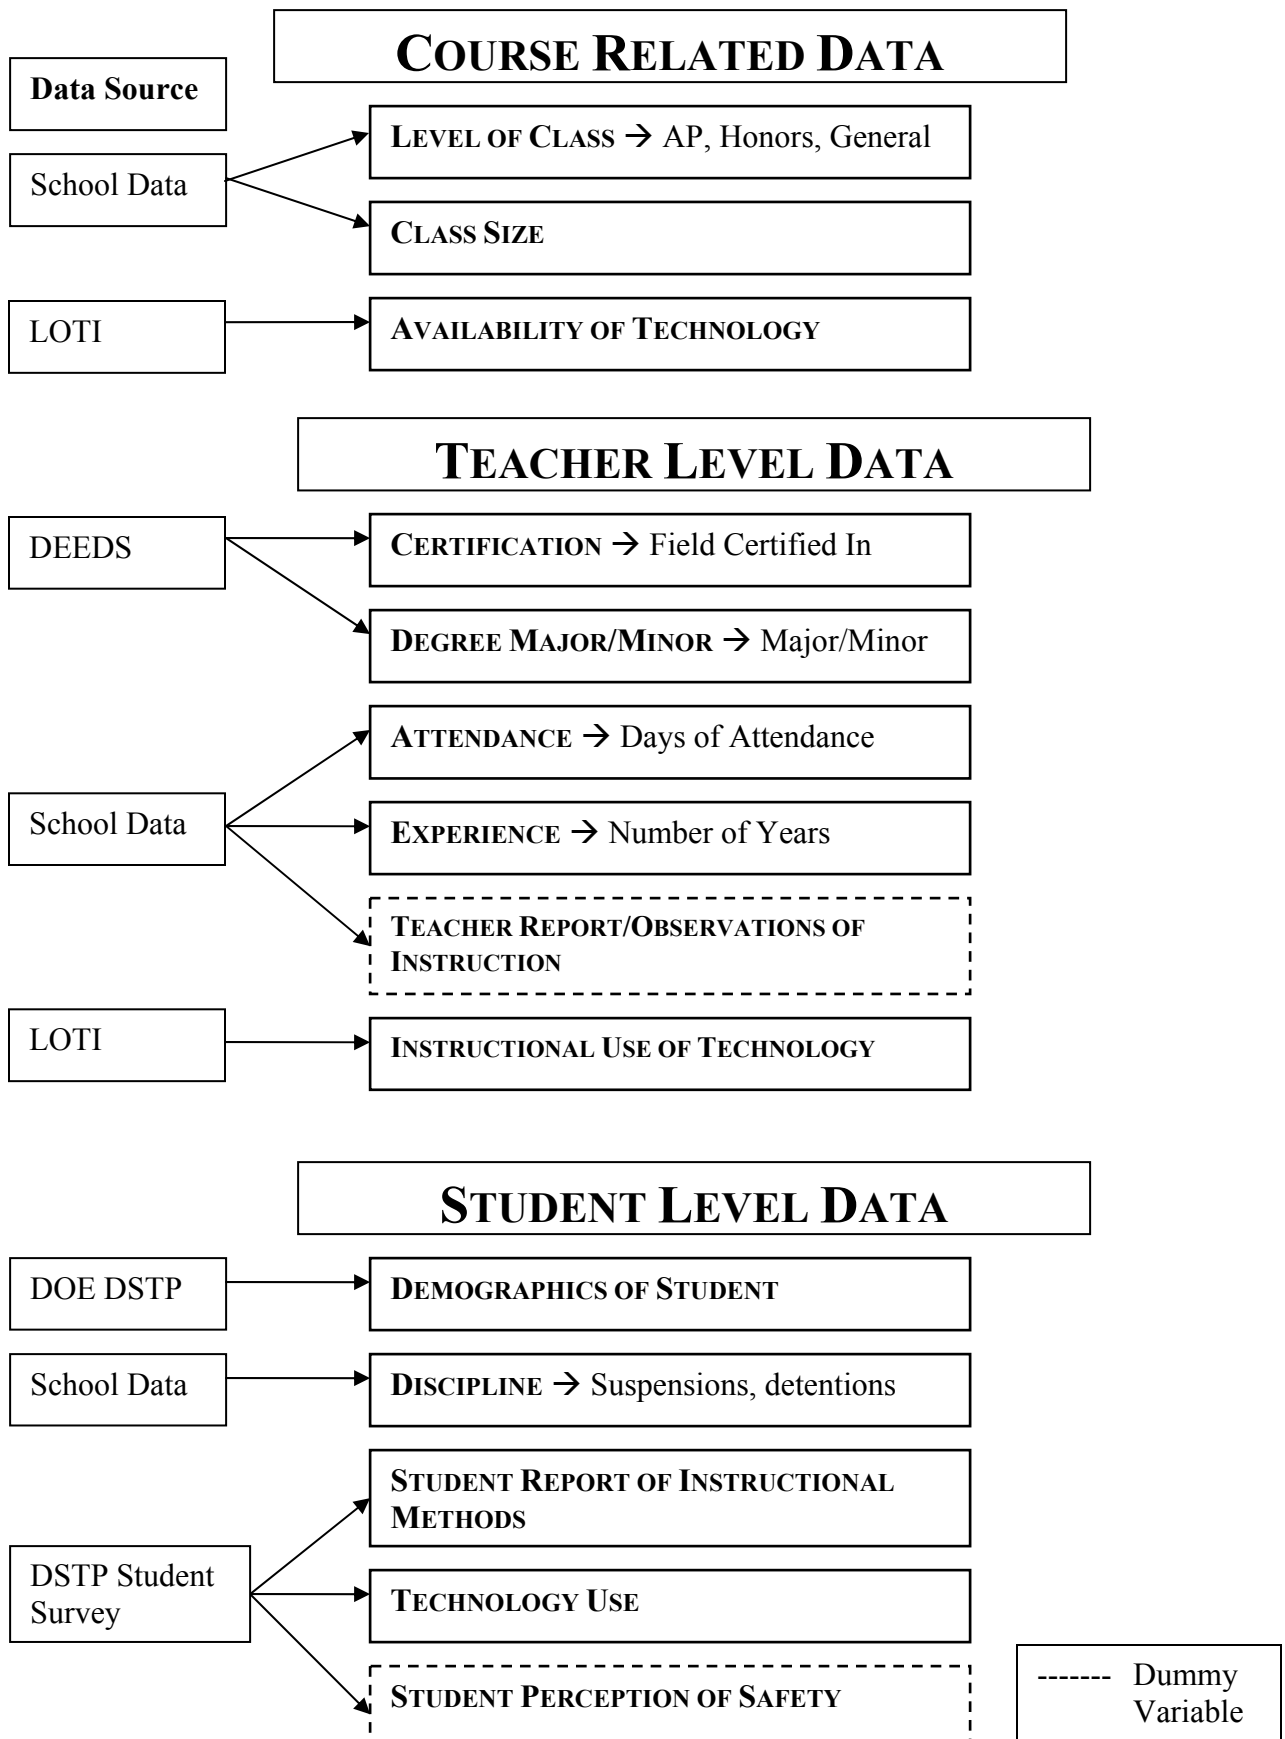 COURSE RELATED DATA
Data Source
LEVEL OF CLASS → AP, Honors, General
School Data
CLASS SIZE
LOTI
AVAILABILITY OF TECHNOLOGY
TEACHER LEVEL DATA
DEEDS
CERTIFICATION → Field Certified In
DEGREE MAJOR/MINOR → Major/Minor
ATTENDANCE → Days of Attendance
School Data
EXPERIENCE → Number of Years
TEACHER REPORT/OBSERVATIONS OF
INSTRUCTION
LOTI
INSTRUCTIONAL USE OF TECHNOLOGY
STUDENT LEVEL DATA
DOE DSTP
DEMOGRAPHICS OF STUDENT
School Data
DISCIPLINE → Suspensions, detentions
STUDENT REPORT OF INSTRUCTIONAL
METHODS
DSTP Student
Survey
TECHNOLOGY USE
STUDENT PERCEPTION OF SAFETY
------- Dummy
Variable